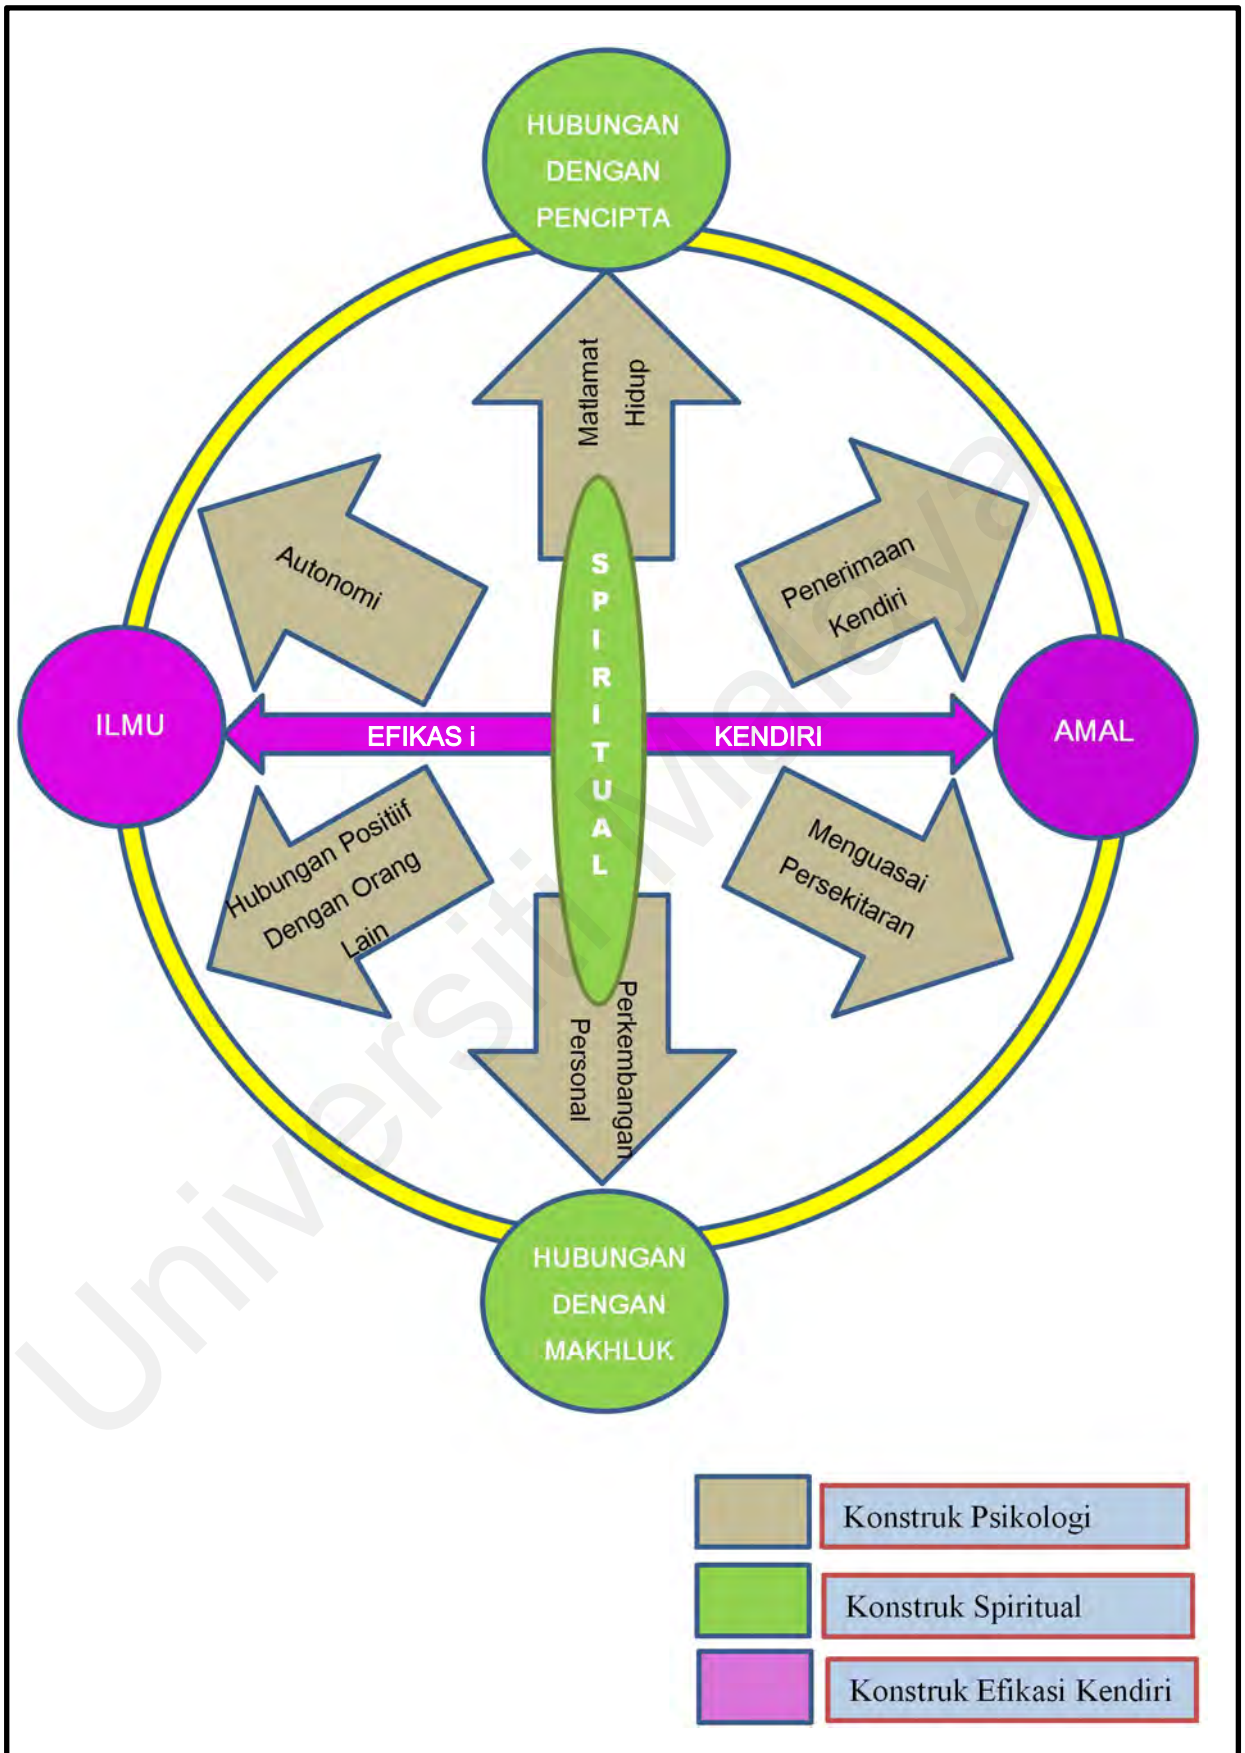 HUBUNGAN
DENGAN
PENCIPTA
Matlamat
Hidup
Autonomi
Penerimaan
Kendiri
SPIRITUAL
ILMU
EFIKAS i
KENDIRI
AMAL
Hubungan Positiif
Dengan Orang
Lain
Menguasai
Persekitaran
Perkembangan
Personal
HUBUNGAN
DENGAN
MAKHLUK
Konstruk Psikologi
Konstruk Spiritual
Konstruk Efikasi Kendiri
Universiti Malaya